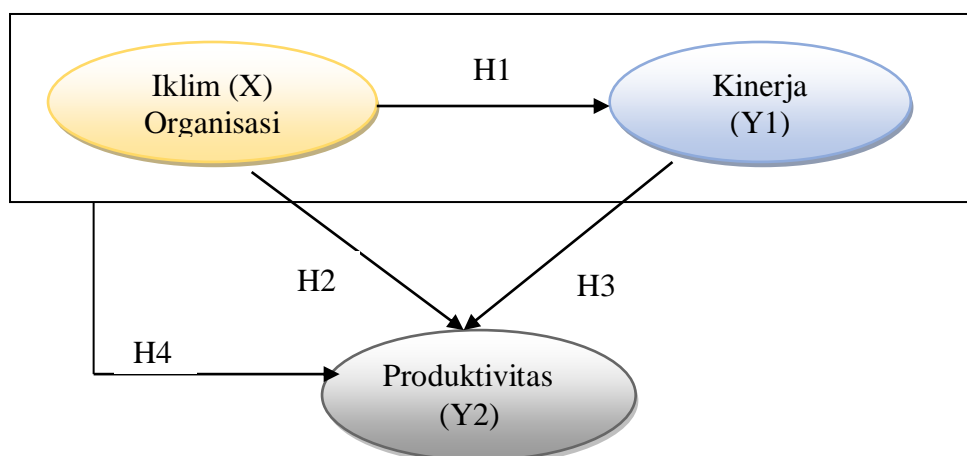 H1
Iklim (X)
Organisasi
Kinerja
(Y1)
H2
H3
H4
Produktivitas
(Y2)